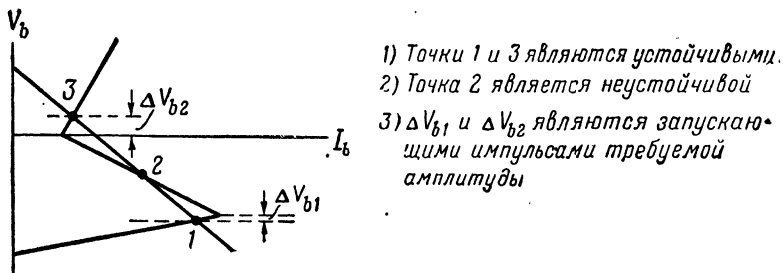 V_b
1) Точки 1 и 3 являются устойчивыми.
2) Точка 2 является неустойчивой
3) ΔV_b1 и ΔV_b2 являются запускаю-
щими импульсами требуемой
амплитуды
3
ΔV_b2
I_b
2
ΔV_b1
1